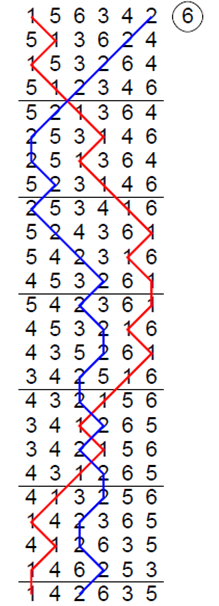 1 5 6 3 4 2 6
5 1 3 6 2 4
1 5 3 2 6 4
5 1 2 3 4 6
5 2 1 3 6 4
2 5 3 1 4 6
2 5 1 3 6 4
5 2 3 1 4 6
2 5 3 4 1 6
5 2 4 3 6 1
5 4 2 3 1 6
4 5 3 2 6 1
5 4 2 3 6 1
4 5 3 2 1 6
4 3 5 2 6 1
3 4 2 5 1 6
4 3 2 1 5 6
3 4 1 2 6 5
3 4 2 1 5 6
4 3 1 2 6 5
4 1 3 2 5 6
1 4 2 3 6 5
4 1 2 6 3 5
1 4 6 2 5 3
1 4 2 6 3 5